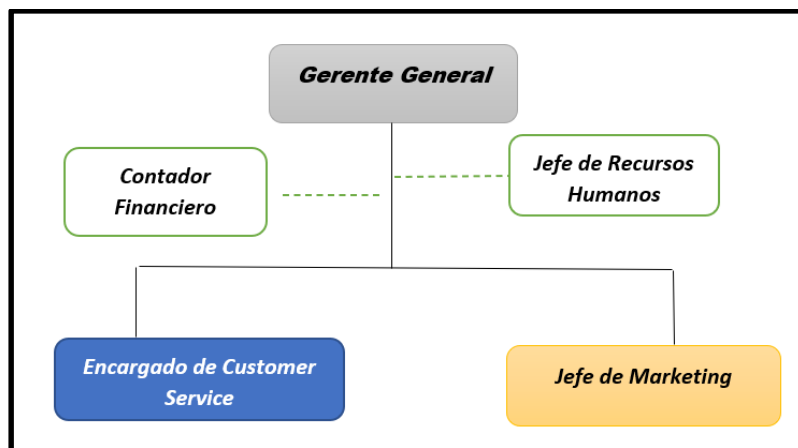 Gerente General
Contador
Financiero
Jefe de Recursos
Humanos
Encargado de Customer
Service
Jefe de Marketing